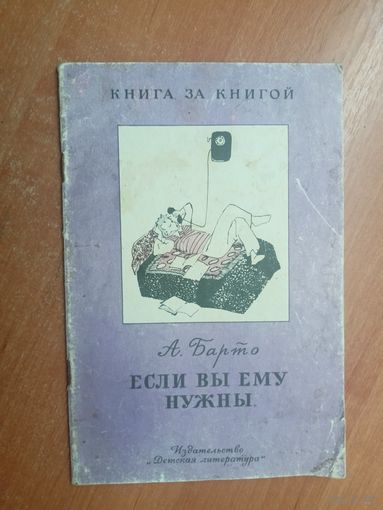 КНИГА ЗА КНИГОЙ
А. Барто
ЕСЛИ ВЫ ЕМУ
НУЖНЫ.
Издательство
„Детская литература“